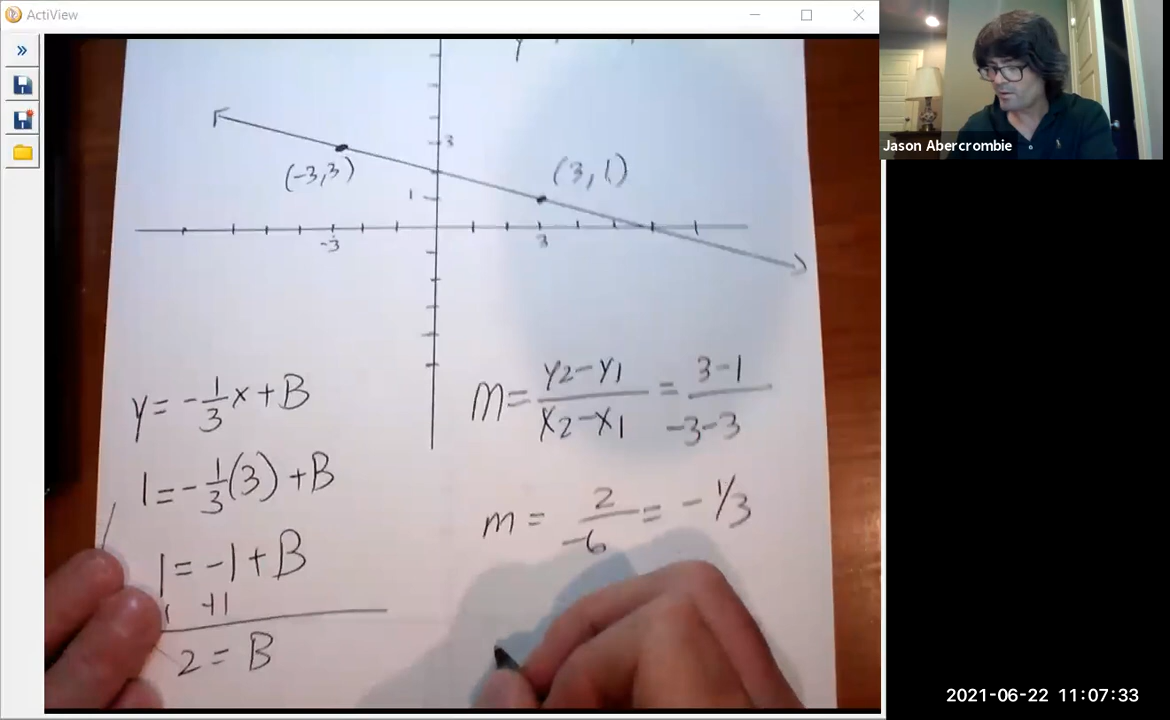 ActiView
Jason Abercrombie
3
(-3,3)
(3,1)
1
-3
3
y = -1/3 x + B
1 = -1/3 (3) + B
1 = -1 + B
+1
2 = B
m = y2-y1 / x2-x1 = 3-1 / -3-3
m = 2 / -6 = -1/3
2021-06-22 11:07:33